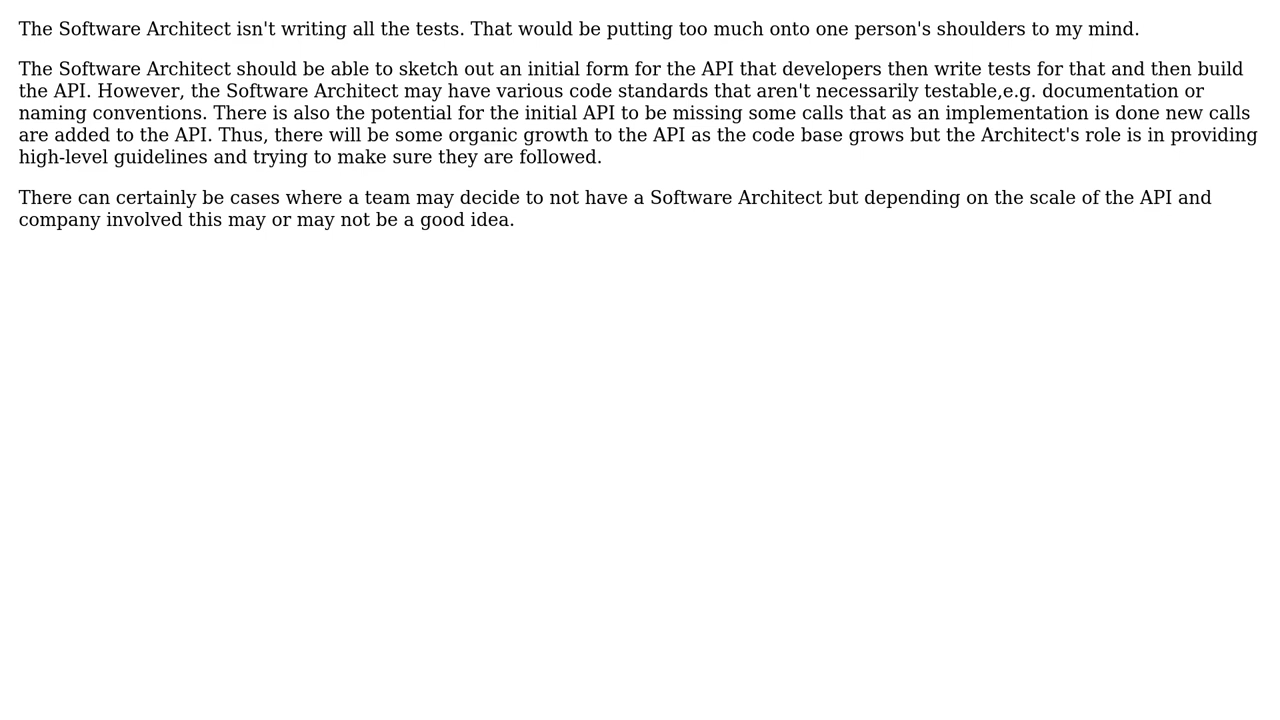 The Software Architect isn't writing all the tests. That would be putting too much onto one person's shoulders to my mind.
The Software Architect should be able to sketch out an initial form for the API that developers then write tests for that and then build
the API. However, the Software Architect may have various code standards that aren't necessarily testable,e.g. documentation or
naming conventions. There is also the potential for the initial API to be missing some calls that as an implementation is done new calls
are added to the API. Thus, there will be some organic growth to the API as the code base grows but the Architect's role is in providing
high-level guidelines and trying to make sure they are followed.
There can certainly be cases where a team may decide to not have a Software Architect but depending on the scale of the API and
company involved this may or may not be a good idea.